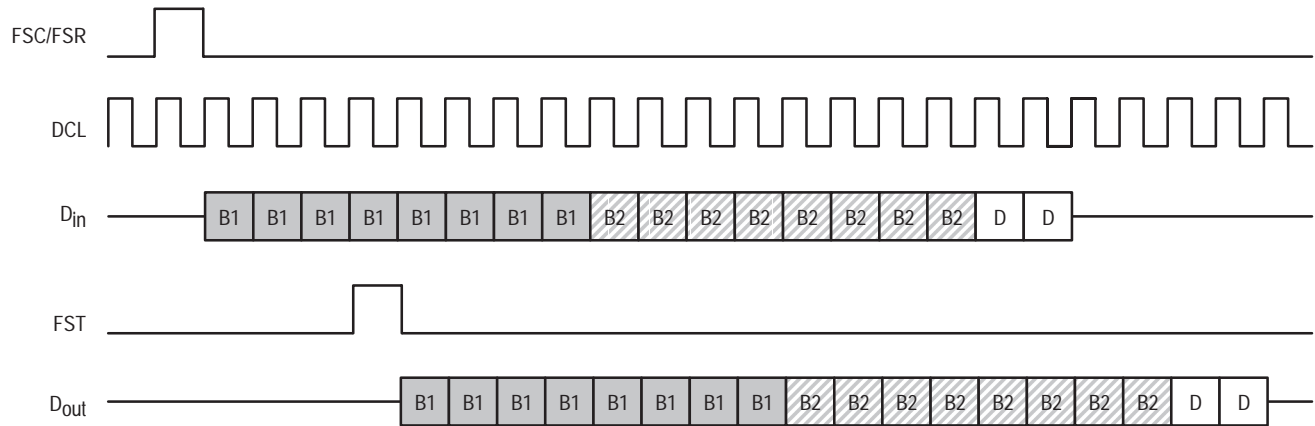 FSC/FSR
DCL
Din B1 B1 B1 B1 B1 B1 B1 B1 B2 B2 B2 B2 B2 B2 B2 B2 D D
FST
Dout B1 B1 B1 B1 B1 B1 B1 B1 B2 B2 B2 B2 B2 B2 B2 B2 D D